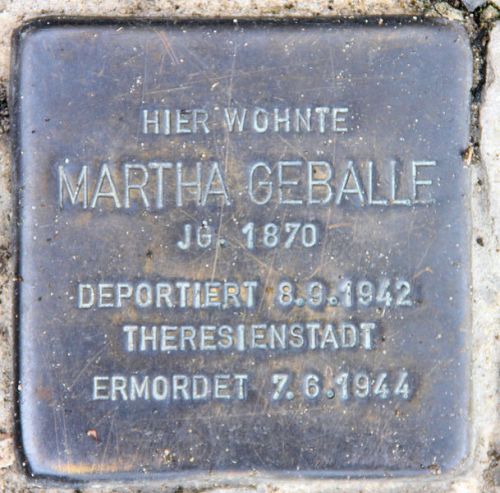 HIER WOHNTE
MARTHA GEBALLE
JG. 1870
DEPORTIERT 8.9.1942
THERESIENSTADT
ERMORDET 7.6.1944